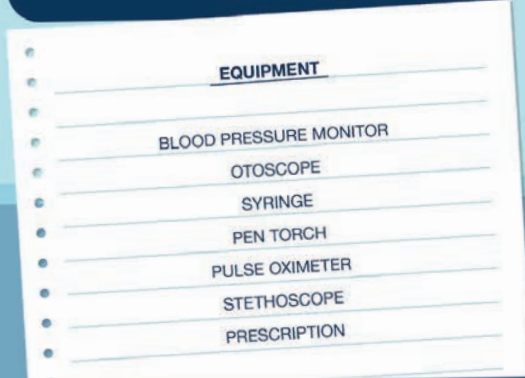 EQUIPMENT
BLOOD PRESSURE MONITOR
OTOSCOPE
SYRINGE
PEN TORCH
PULSE OXIMETER
STETHOSCOPE
PRESCRIPTION